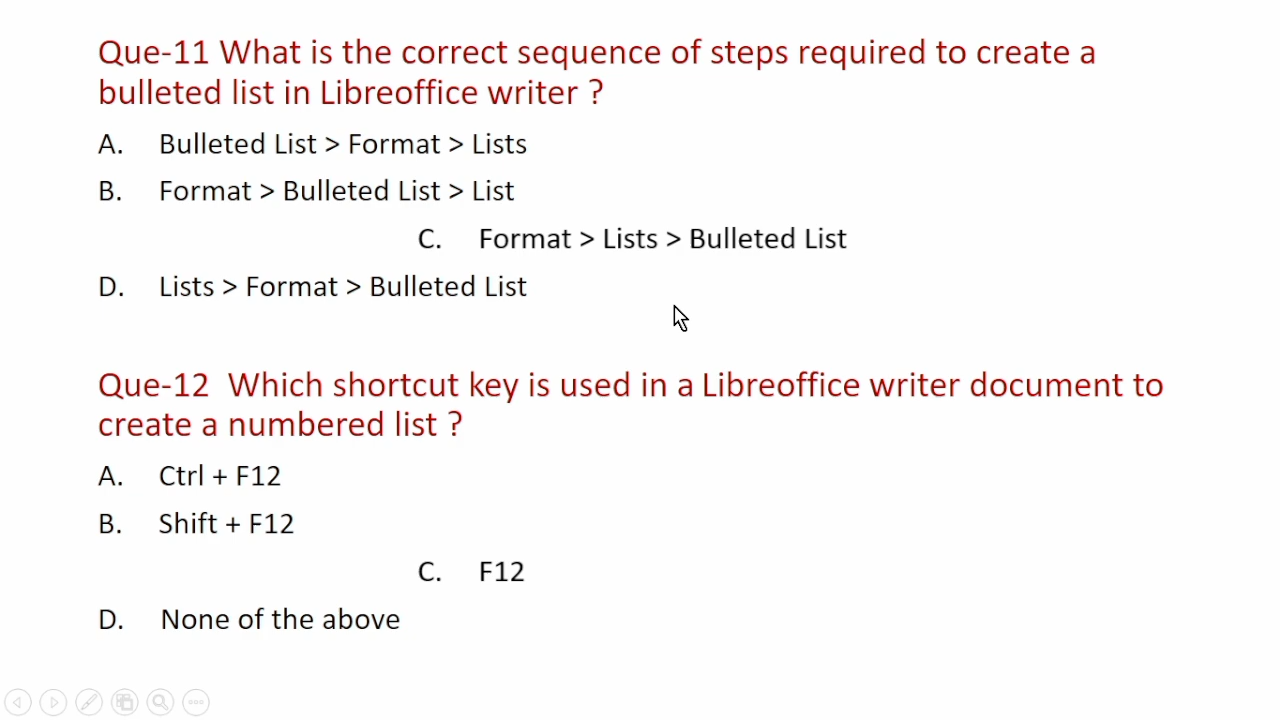 Que-11 What is the correct sequence of steps required to create a
bulleted list in Libreoffice writer ?
A. Bulleted List > Format > Lists
B. Format > Bulleted List > List
C. Format > Lists > Bulleted List
D. Lists > Format > Bulleted List
Que-12 Which shortcut key is used in a Libreoffice writer document to
create a numbered list ?
A. Ctrl + F12
B. Shift + F12
C. F12
D. None of the above